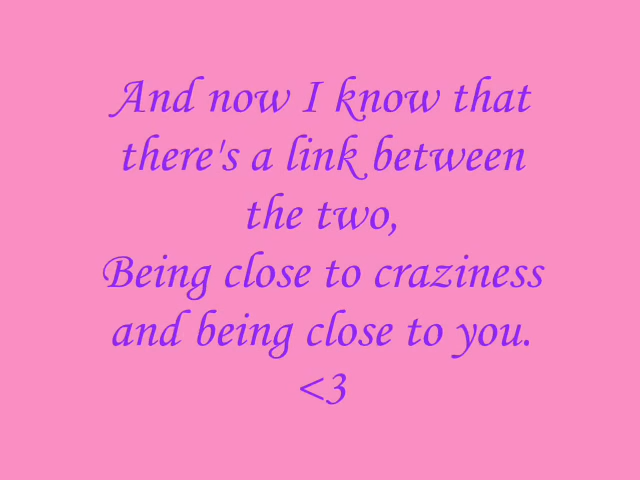 And now I know that
there's a link between
the two,
Being close to craziness
and being close to you.
<3